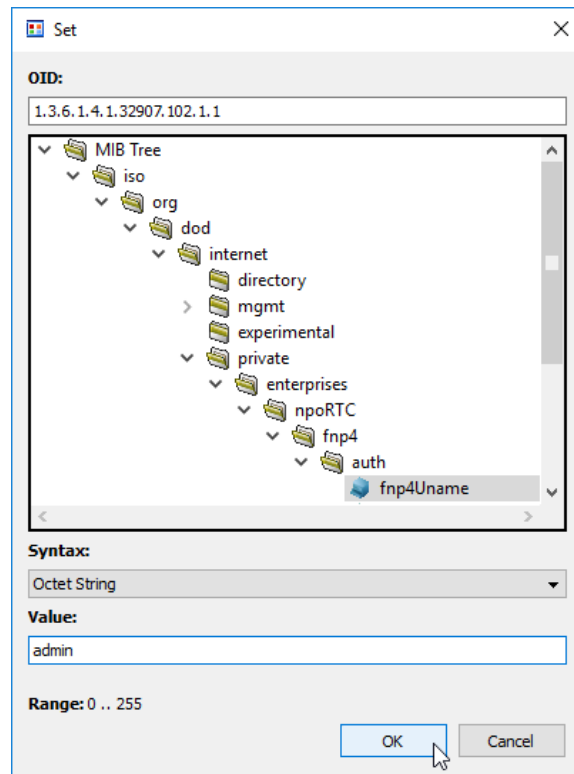 Set
OID:
1.3.6.1.4.1.32907.102.1.1
MIB Tree
iso
org
dod
internet
directory
mgmt
experimental
private
enterprises
npoRTC
fnp4
auth
fnp4Uname
Syntax:
Octet String
Value:
admin
Range: 0 .. 255
OK Cancel